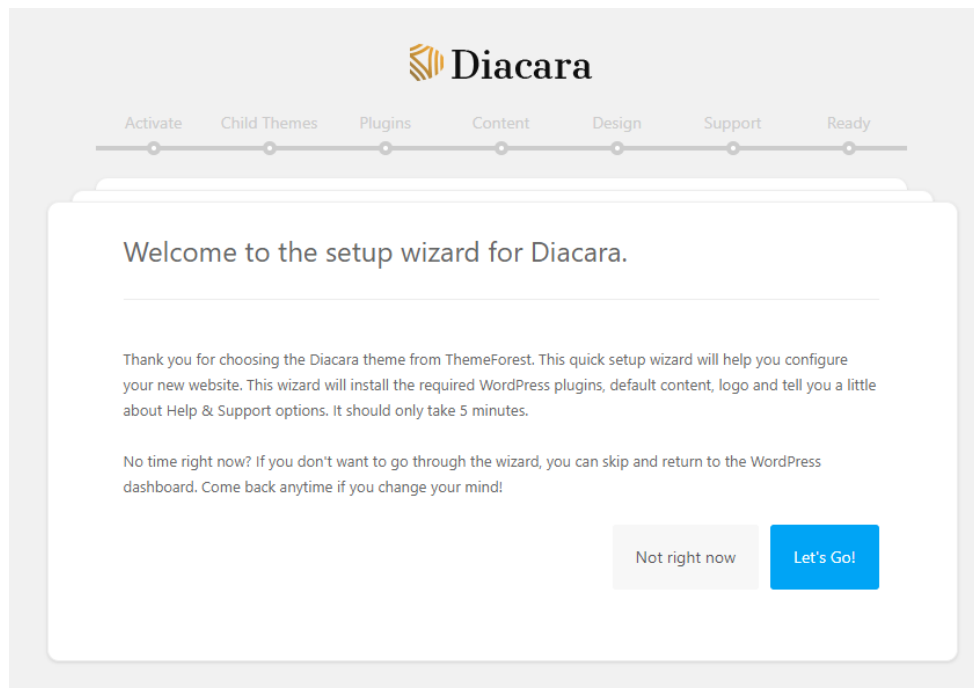 Diacara
Activate Child Themes Plugins Content Design Support Ready
Welcome to the setup wizard for Diacara.
Thank you for choosing the Diacara theme from ThemeForest. This quick setup wizard will help you configure
your new website. This wizard will install the required WordPress plugins, default content, logo and tell you a little
about Help & Support options. It should only take 5 minutes.
No time right now? If you don't want to go through the wizard, you can skip and return to the WordPress
dashboard. Come back anytime if you change your mind!
Not right now Let's Go!